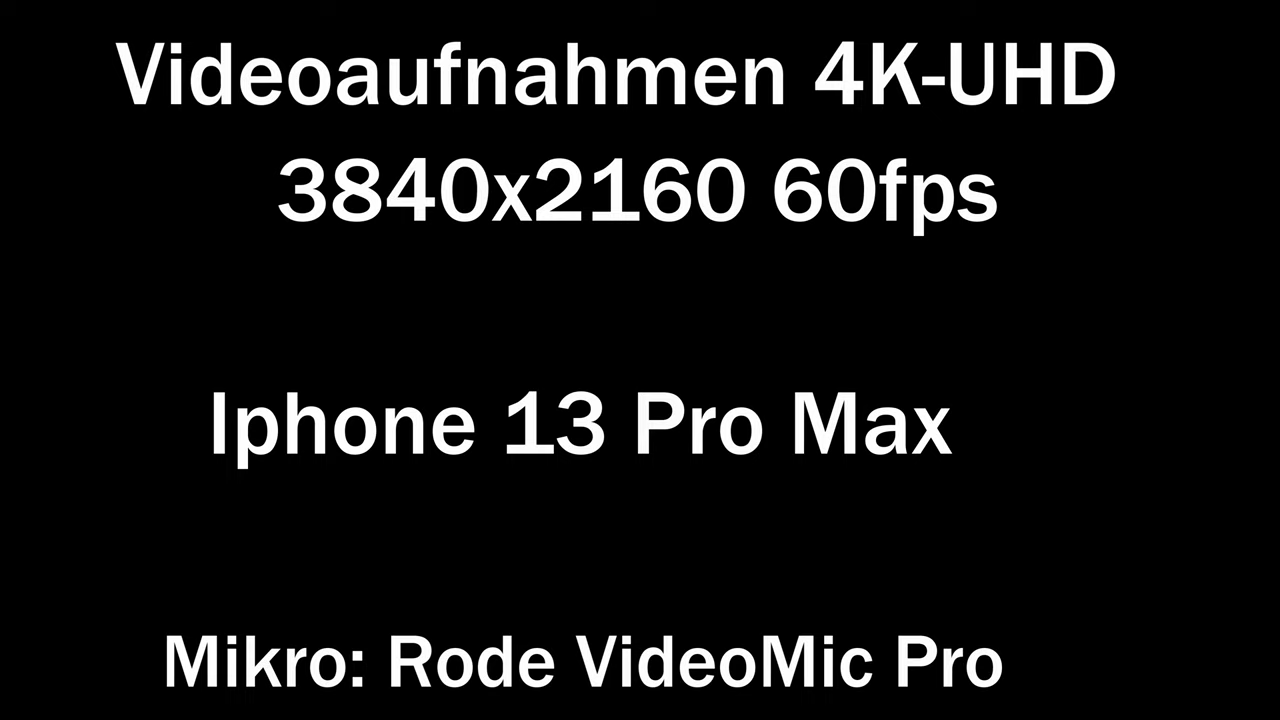 Videoaufnahmen 4K-UHD
3840x2160 60fps
Iphone 13 Pro Max
Mikro: Rode VideoMic Pro